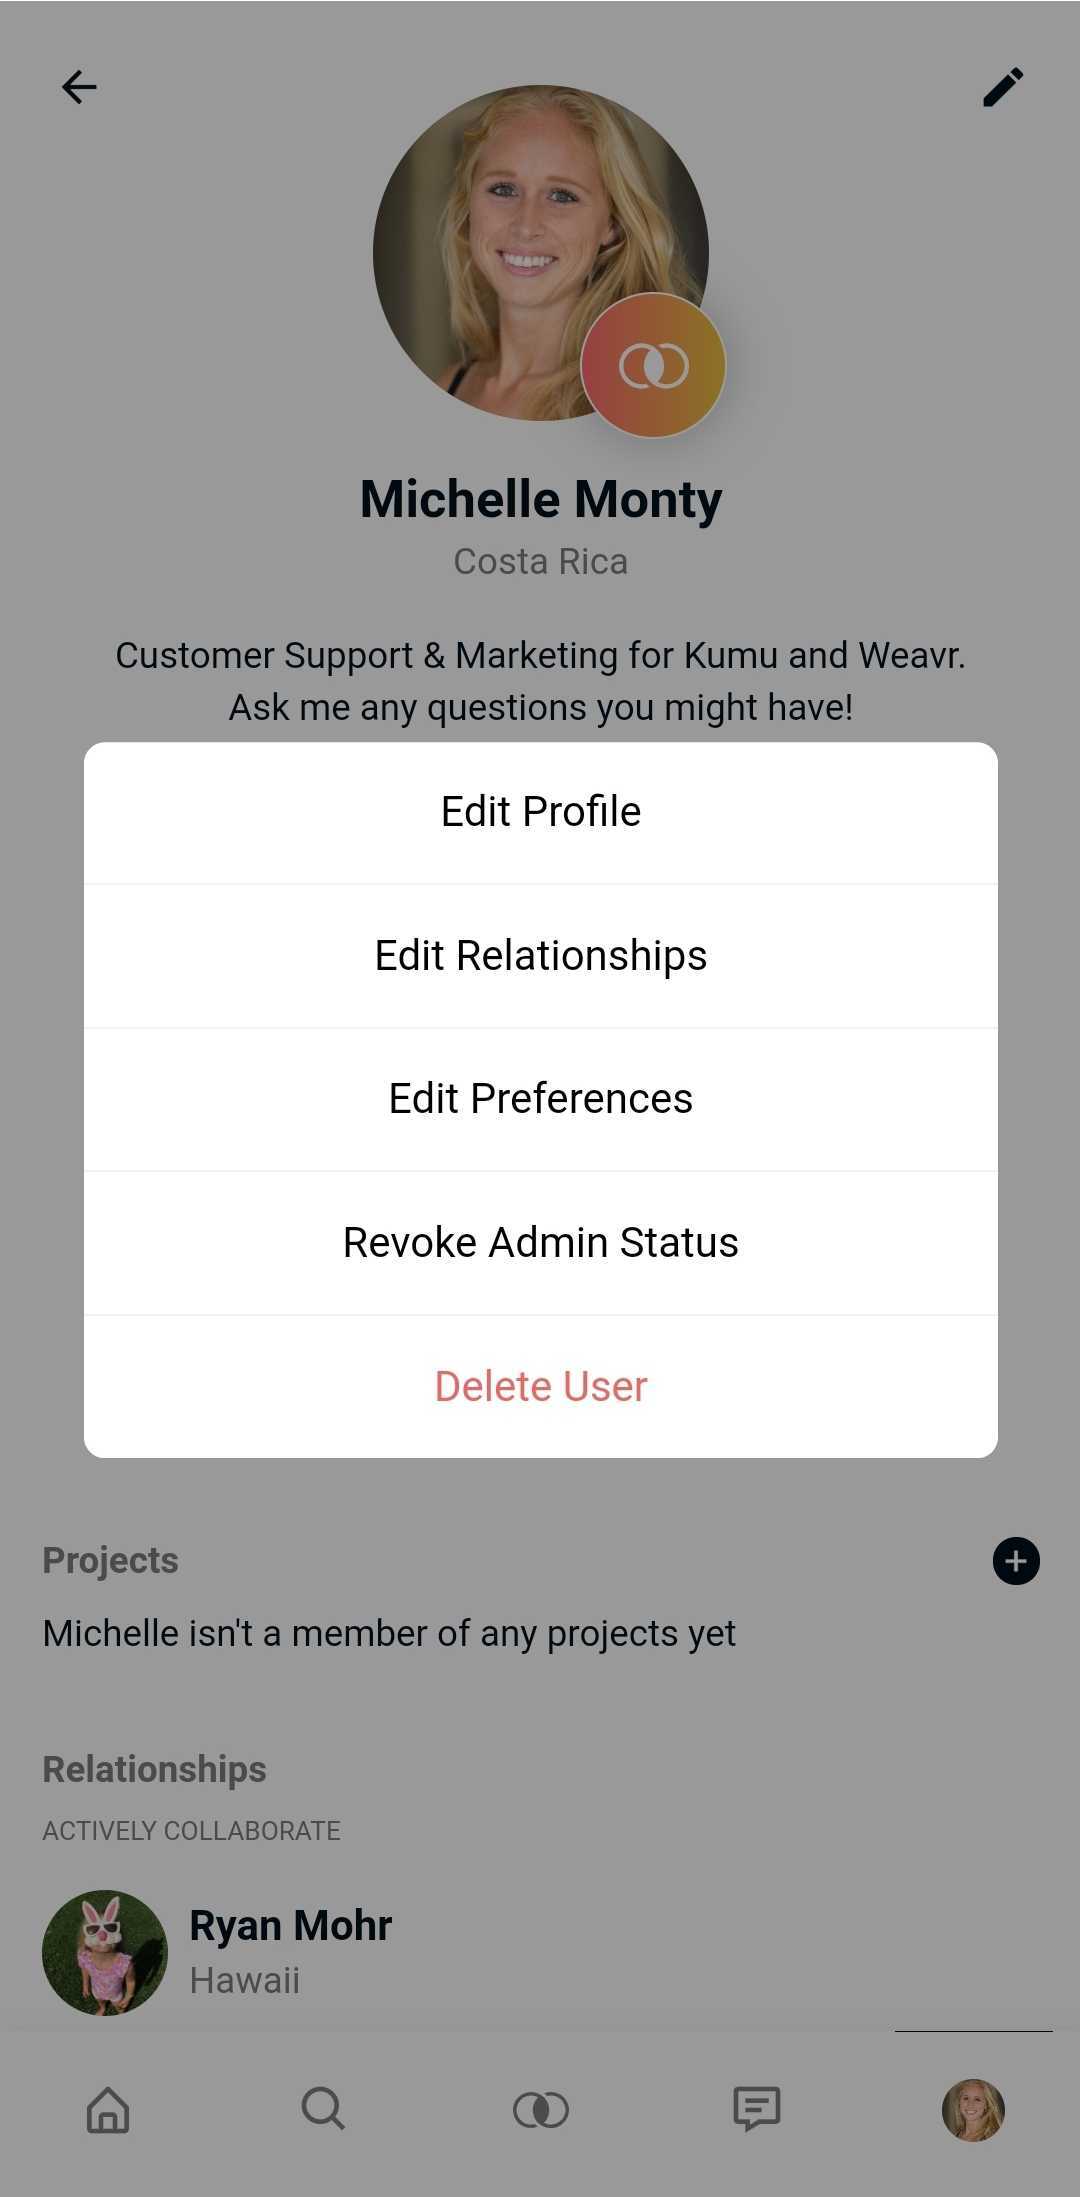 Michelle Monty
Costa Rica
Customer Support & Marketing for Kumu and Weavr.
Ask me any questions you might have!
Edit Profile
Edit Relationships
Edit Preferences
Revoke Admin Status
Delete User
Projects
Michelle isn't a member of any projects yet
Relationships
ACTIVELY COLLABORATE
Ryan Mohr
Hawaii